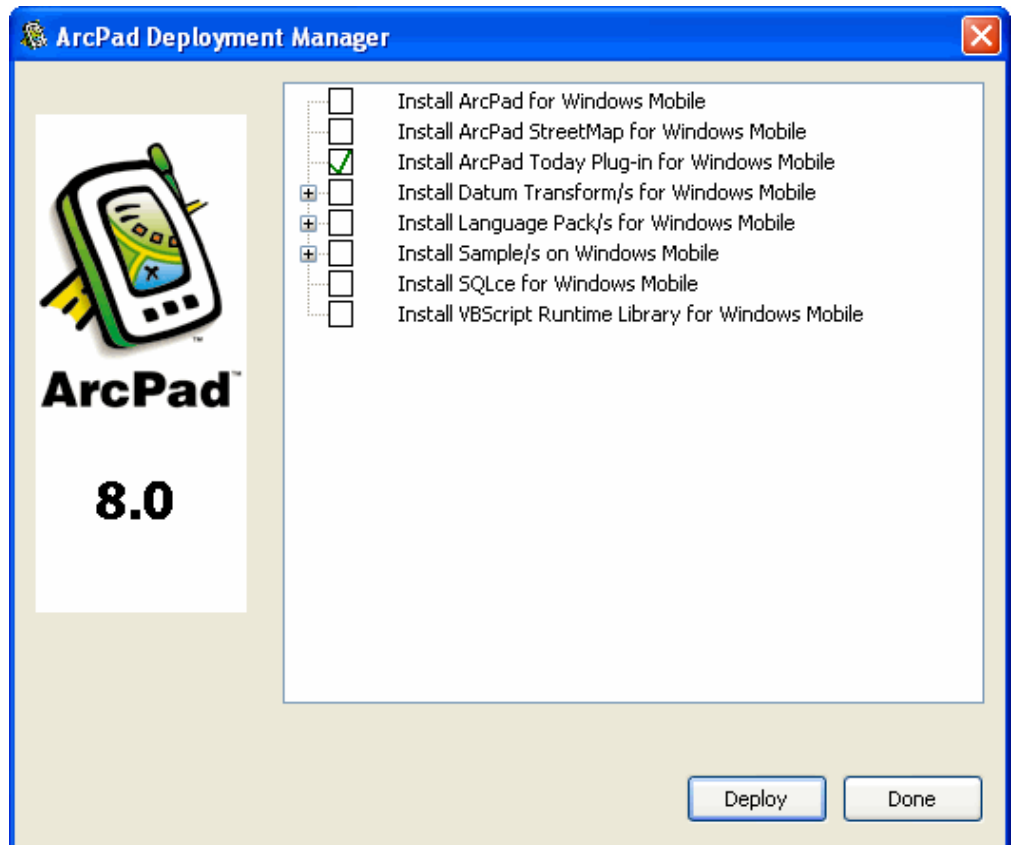 ArcPad Deployment Manager
Install ArcPad for Windows Mobile
Install ArcPad StreetMap for Windows Mobile
Install ArcPad Today Plug-in for Windows Mobile
Install Datum Transform/s for Windows Mobile
Install Language Pack/s for Windows Mobile
Install Sample/s on Windows Mobile
Install SQLce for Windows Mobile
Install VBScript Runtime Library for Windows Mobile
ArcPad™
8.0
Deploy
Done